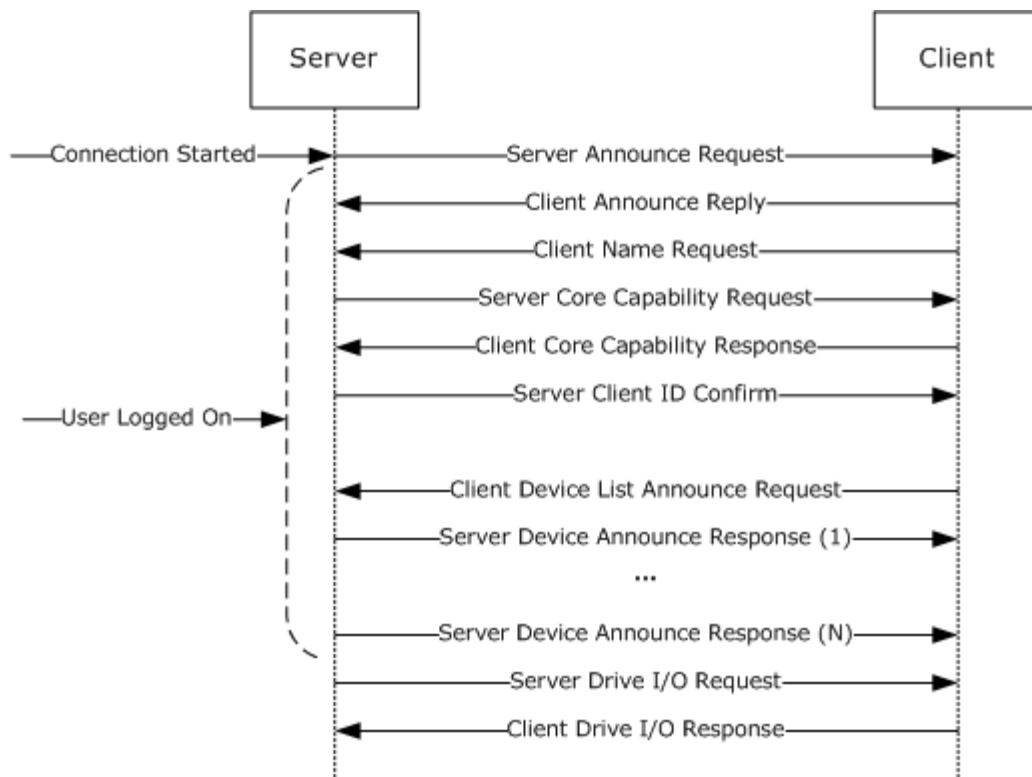 Server
Client
Connection Started
Server Announce Request
Client Announce Reply
Client Name Request
Server Core Capability Request
Client Core Capability Response
Server Client ID Confirm
User Logged On
Client Device List Announce Request
Server Device Announce Response (1)
...
Server Device Announce Response (N)
Server Drive I/O Request
Client Drive I/O Response